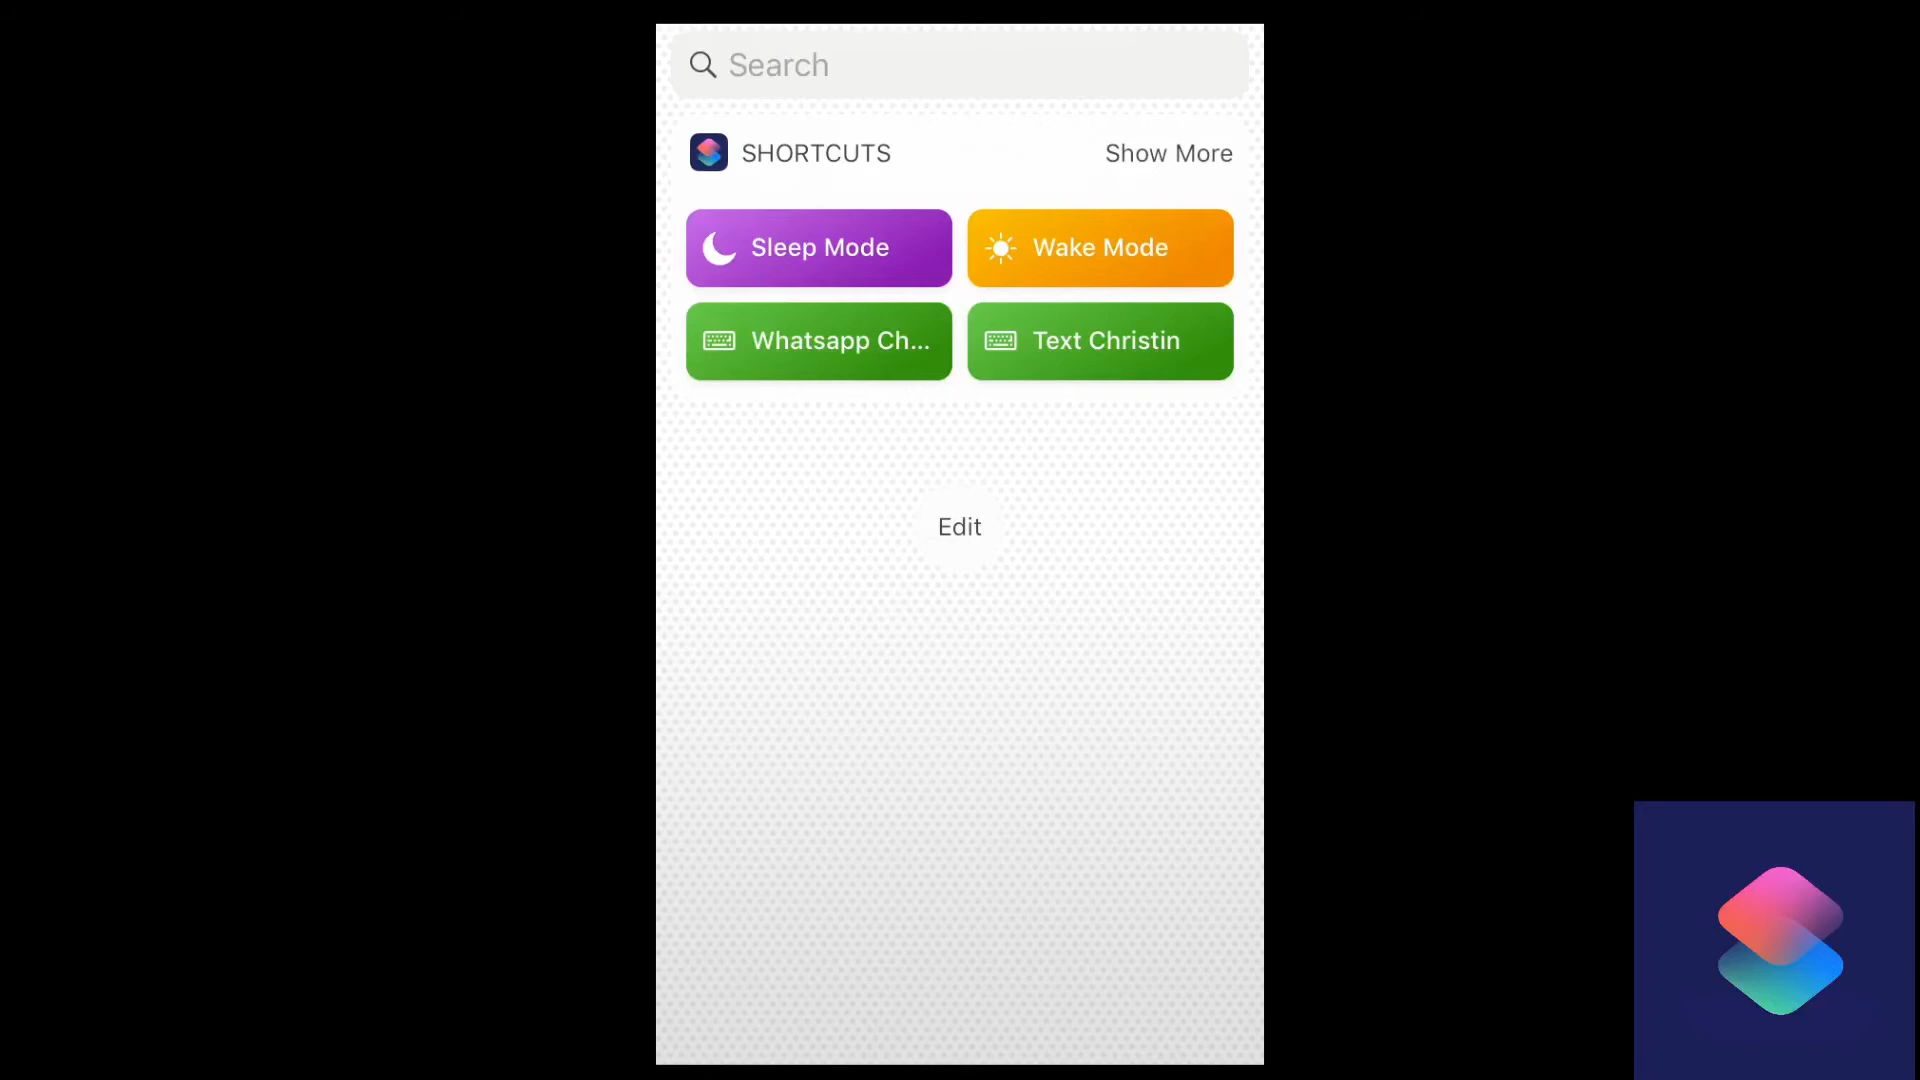 Search
SHORTCUTS
Show More
Sleep Mode
Wake Mode
Whatsapp Ch...
Text Christin
Edit